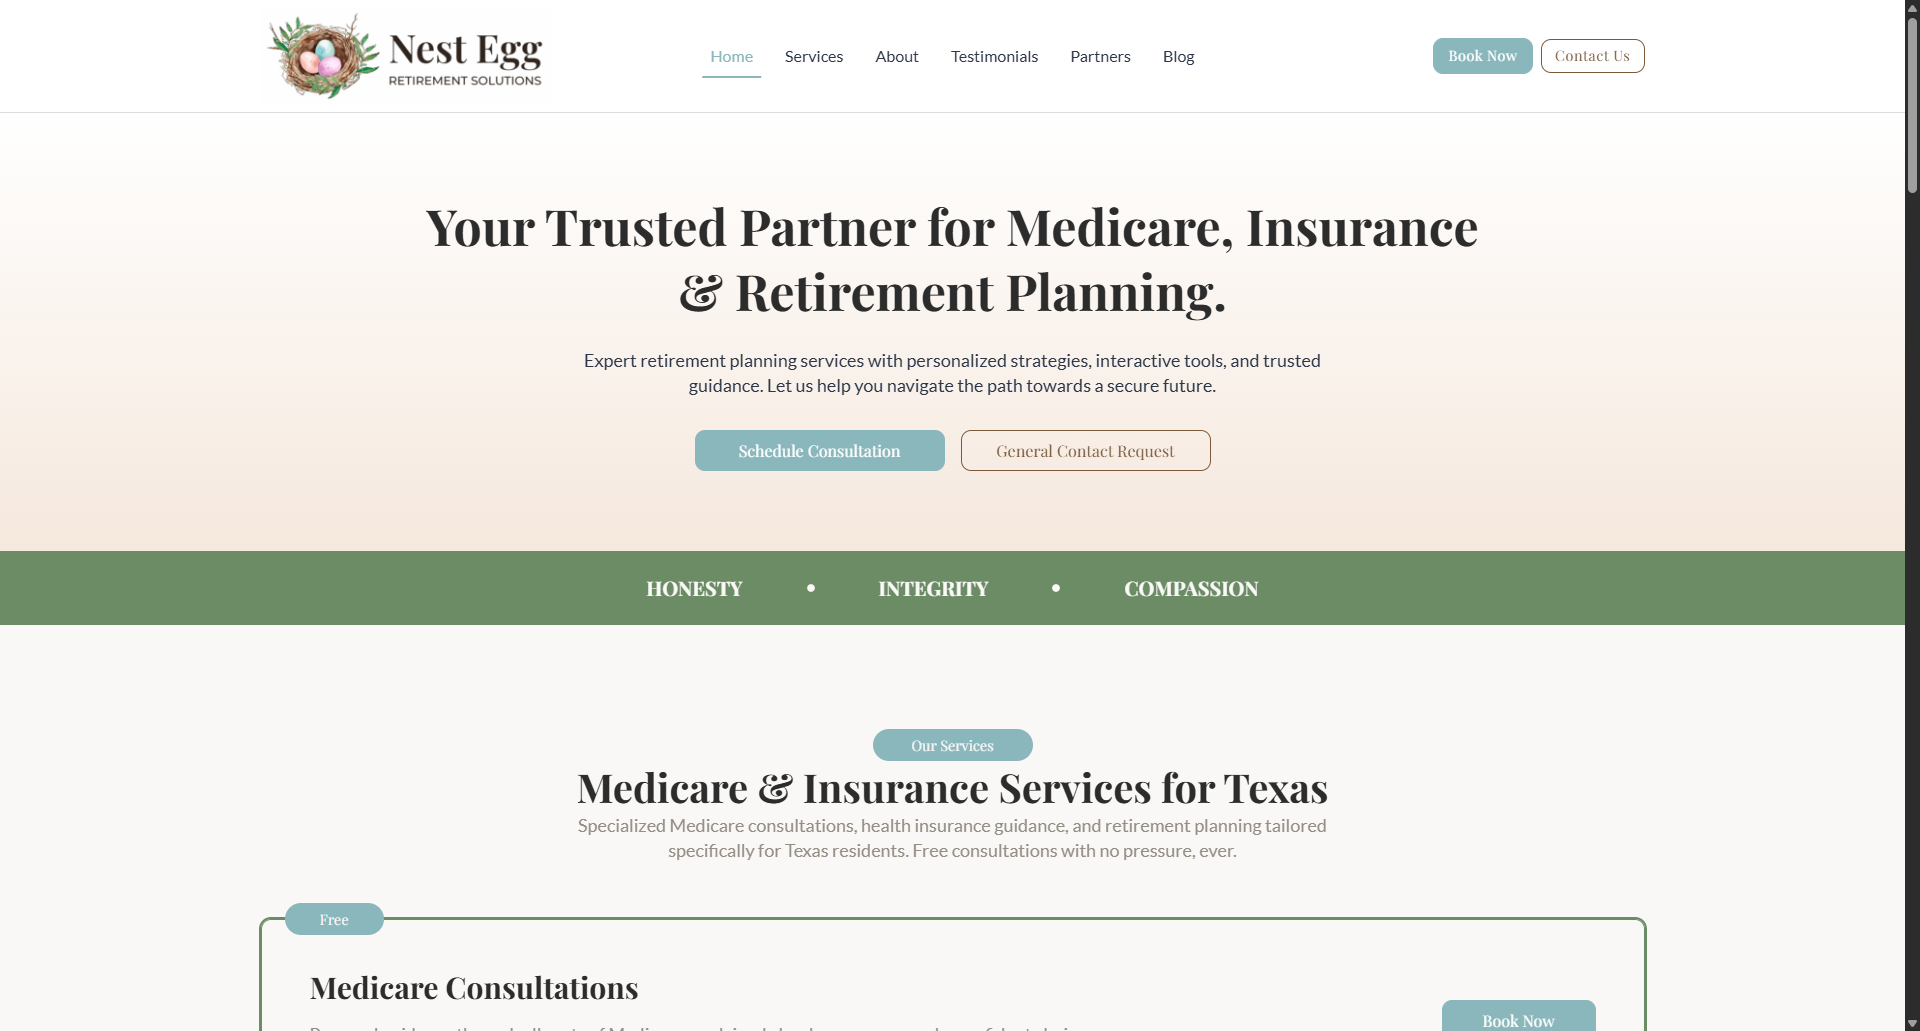 Nest Egg
RETIREMENT SOLUTIONS
Home
Services
About
Testimonials
Partners
Blog
Book Now
Contact Us
Your Trusted Partner for Medicare, Insurance
& Retirement Planning.
Expert retirement planning services with personalized strategies, interactive tools, and trusted
guidance. Let us help you navigate the path towards a secure future.
Schedule Consultation
General Contact Request
HONESTY • INTEGRITY • COMPASSION
Our Services
Medicare & Insurance Services for Texas
Specialized Medicare consultations, health insurance guidance, and retirement planning tailored
specifically for Texas residents. Free consultations with no pressure, ever.
Free
Medicare Consultations
Book Now